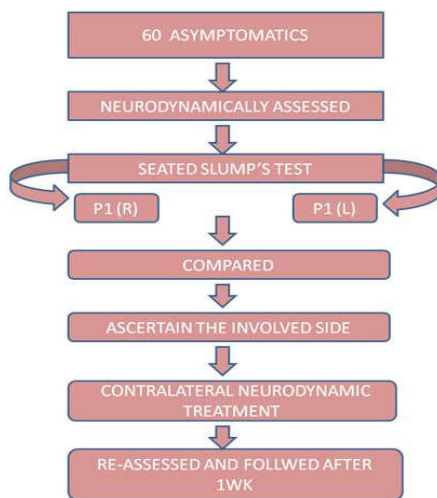 60 ASYMPTOMATICS
NEURODYNAMICALLY ASSESSED
SEATED SLUMP'S TEST
P1 (R)
P1 (L)
COMPARED
ASCERTAIN THE INVOLVED SIDE
CONTRALATERAL NEURODYNAMIC
TREATMENT
RE-ASSESSED AND FOLLWED AFTER
1WK